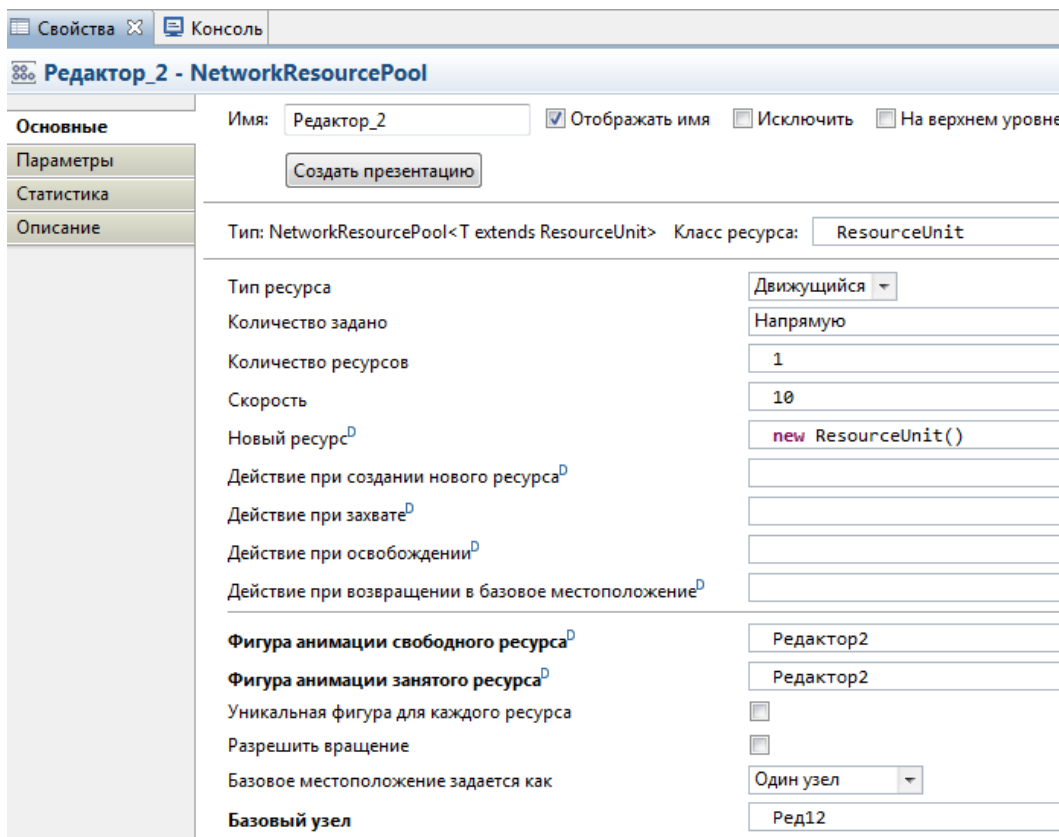 Свойства Консоль
Редактор_2 - NetworkResourcePool
Основные
Параметры
Статистика
Описание
Имя: Редактор_2 Отображать имя Исключить На верхнем уровне
Создать презентацию
Тип: NetworkResourcePool<T extends ResourceUnit> Класс ресурса: ResourceUnit
Тип ресурса Движущийся
Количество задано Напрямую
Количество ресурсов 1
Скорость 10
Новый ресурсD new ResourceUnit()
Действие при создании нового ресурсаD
Действие при захватеD
Действие при освобожденииD
Действие при возвращении в базовое местоположениеD
Фигура анимации свободного ресурсаD Редактор2
Фигура анимации занятого ресурсаD Редактор2
Уникальная фигура для каждого ресурса
Разрешить вращение
Базовое местоположение задается как Один узел
Базовый узел Ред12